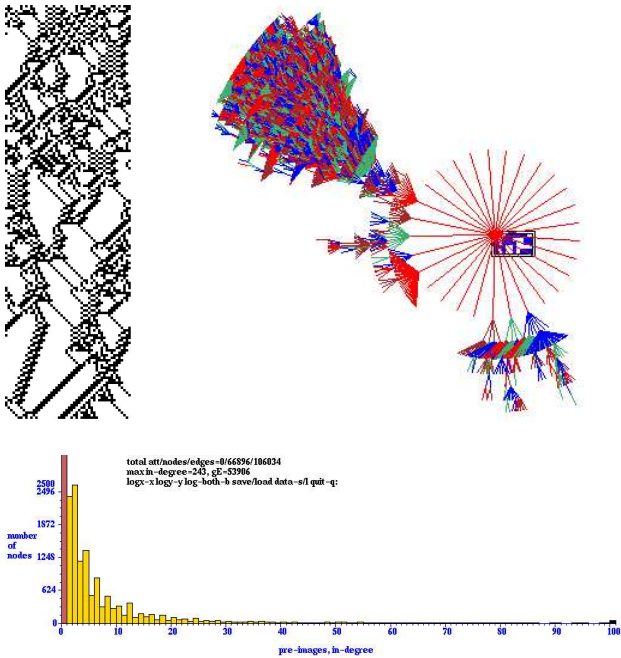 total att/nodes/edges=0/66896/106034
max in-degree=243, gE=53906
logx-x logy-y log-both-b save/load data-s/l quit-q:
2500
2496
1872
number
of
nodes
1248
624
0
0 10 20 30 40 50 60 70 80 90 100
pre-images, in-degree